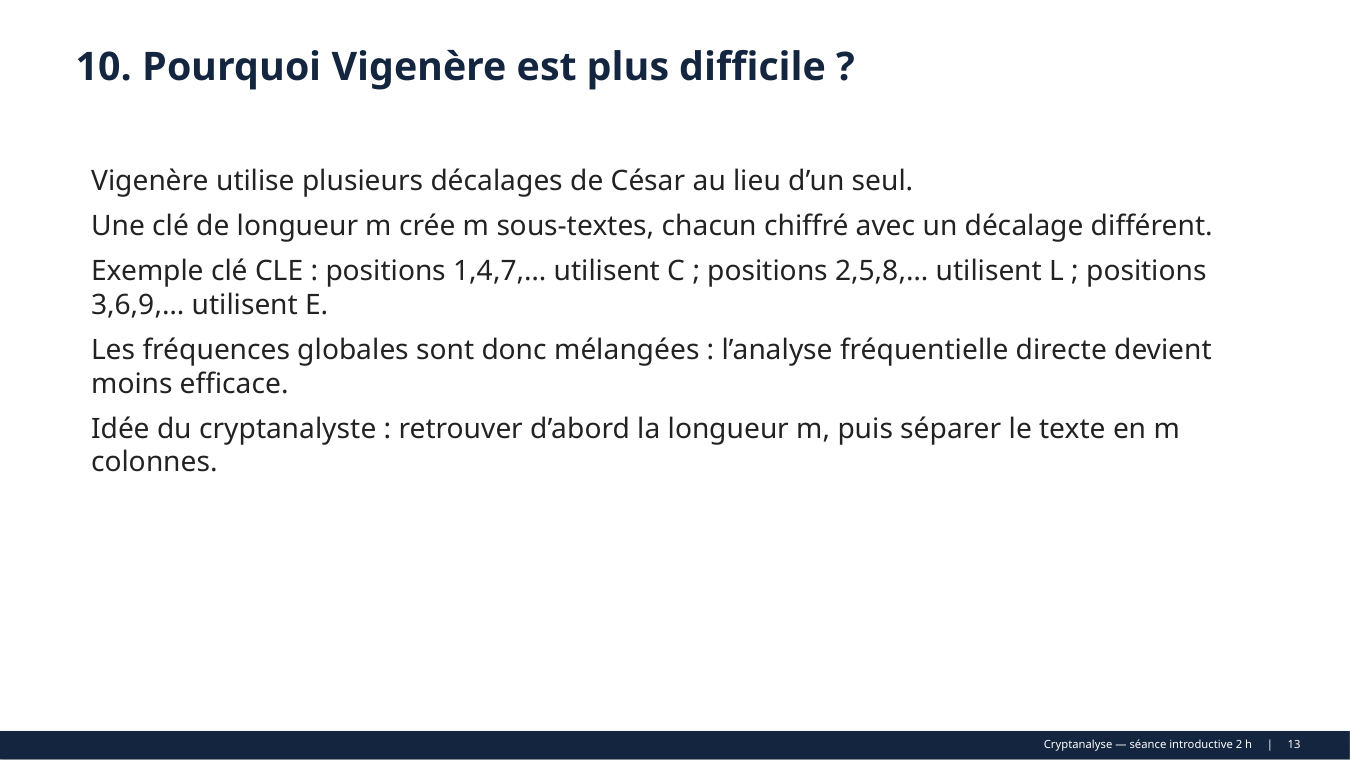 10. Pourquoi Vigenère est plus difficile ?
Vigenère utilise plusieurs décalages de César au lieu d’un seul.
Une clé de longueur m crée m sous-textes, chacun chiffré avec un décalage différent.
Exemple clé CLE : positions 1,4,7,… utilisent C ; positions 2,5,8,… utilisent L ; positions
3,6,9,… utilisent E.
Les fréquences globales sont donc mélangées : l’analyse fréquentielle directe devient
moins efficace.
Idée du cryptanalyste : retrouver d’abord la longueur m, puis séparer le texte en m
colonnes.
Cryptanalyse — séance introductive 2 h | 13